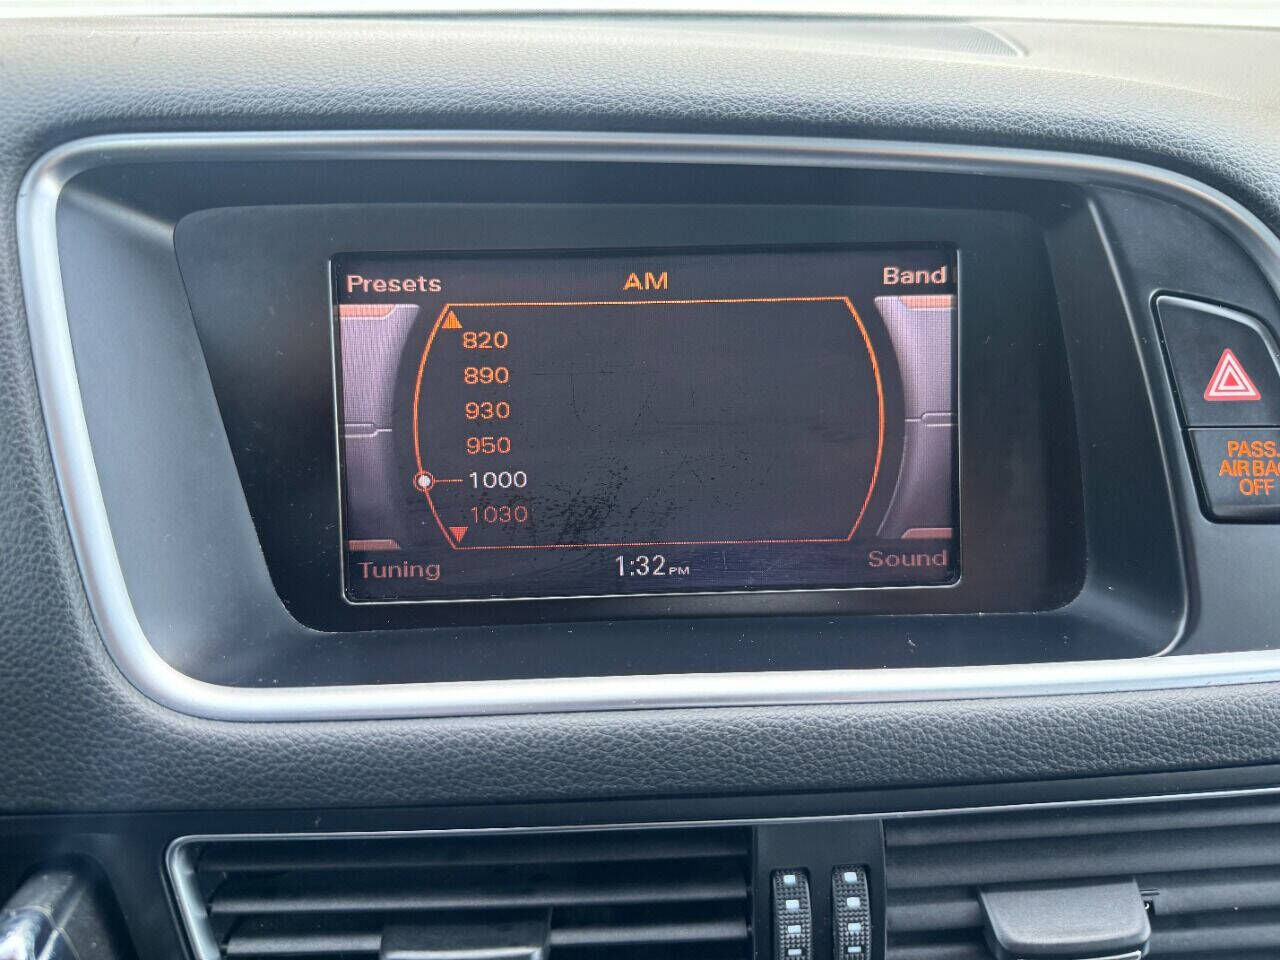 Presets AM Band
820
890
930
950
1000
1030
Tuning 1:32 PM Sound
PASS.
AIR BAG
OFF